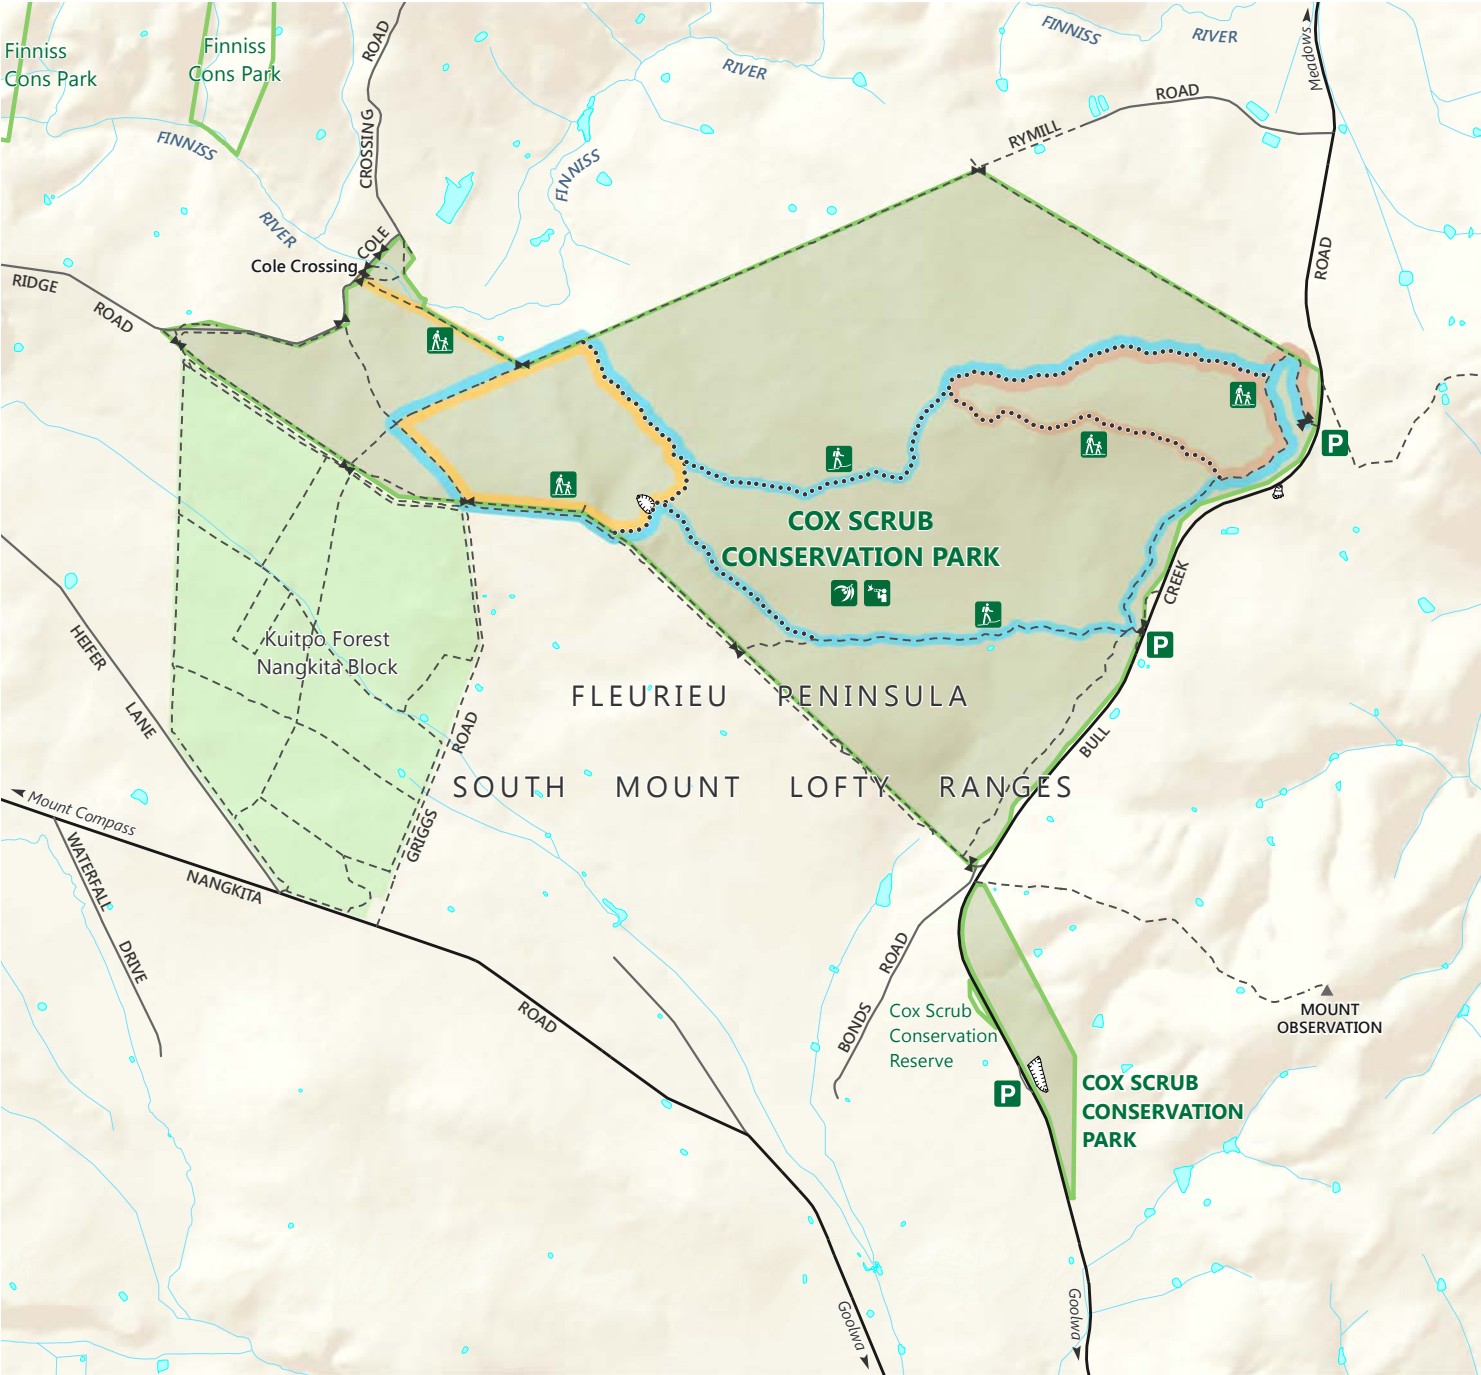 Finniss
Cons Park
Finniss
Cons Park
ROAD
CROSSING
FINNISS
RIVER
FINNISS
RIVER
FINNISS
RIVER
Meadows
ROAD
RYMILL
ROAD
COLE
Cole Crossing
RIDGE
ROAD
P
COX SCRUB
CONSERVATION PARK
CREEK
P
Kuitpo Forest
Nangkita Block
HEIFER
LANE
FLEURIEU PENINSULA
ROAD
BULL
SOUTH MOUNT LOFTY RANGES
Mount Compass
GRIGGS
WATERFALL
NANGKITA
DRIVE
ROAD
ROAD
BONDS
Cox Scrub
Conservation
Reserve
MOUNT
OBSERVATION
P
COX SCRUB
CONSERVATION
PARK
Goolwa
Goolwa